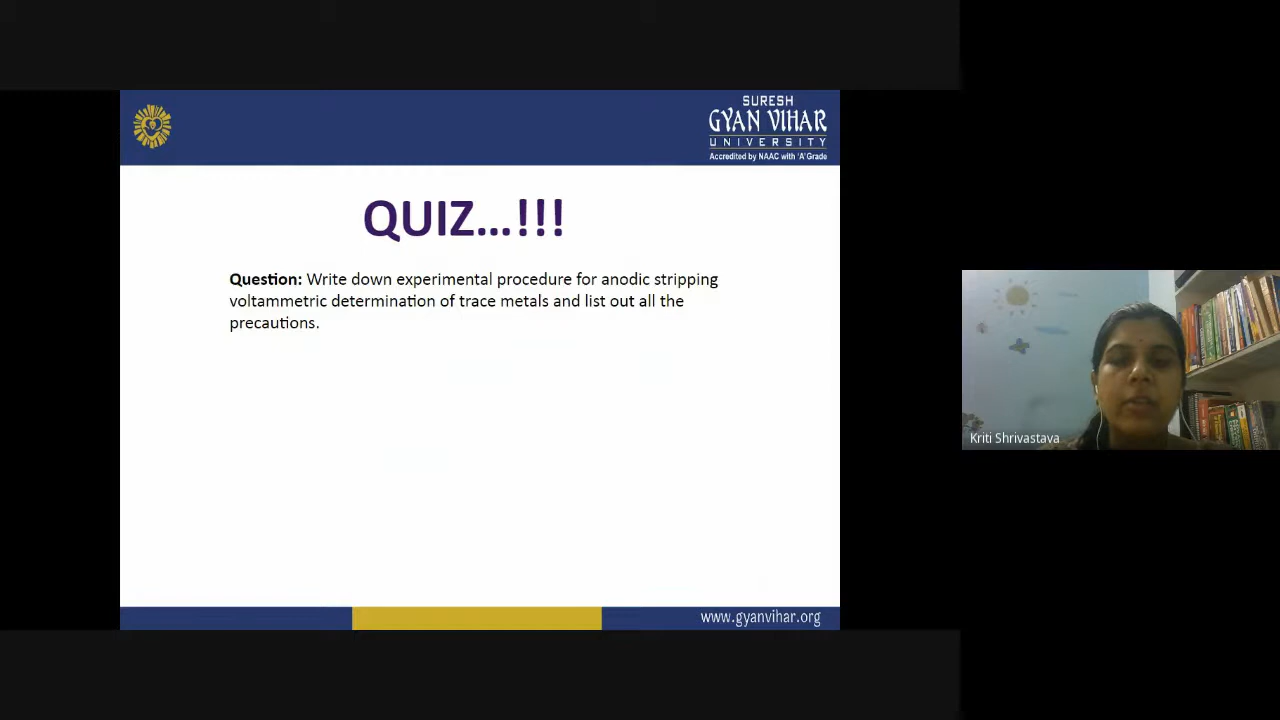 SURESH
GYAN VIHAR
UNIVERSITY
Accredited by NAAC with 'A' Grade
QUIZ...!!!
Question: Write down experimental procedure for anodic stripping
voltammetric determination of trace metals and list out all the
precautions.
Kriti Shrivastava
www.gyanvihar.org